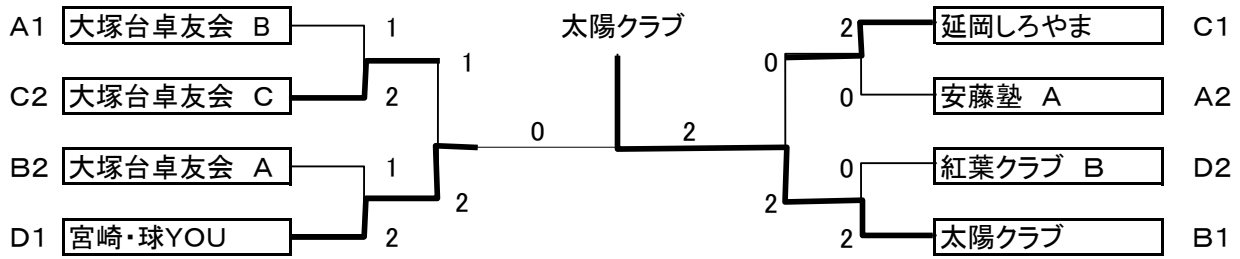 A1 大塚台卓友会 B 1 太陽クラブ 2 延岡しろやま C1
1 0
C2 大塚台卓友会 C 2 0 安藤塾 A A2
0 2
B2 大塚台卓友会 A 1 0 紅葉クラブ B D2
2 2
D1 宮崎・球YOU 2 2 太陽クラブ B1